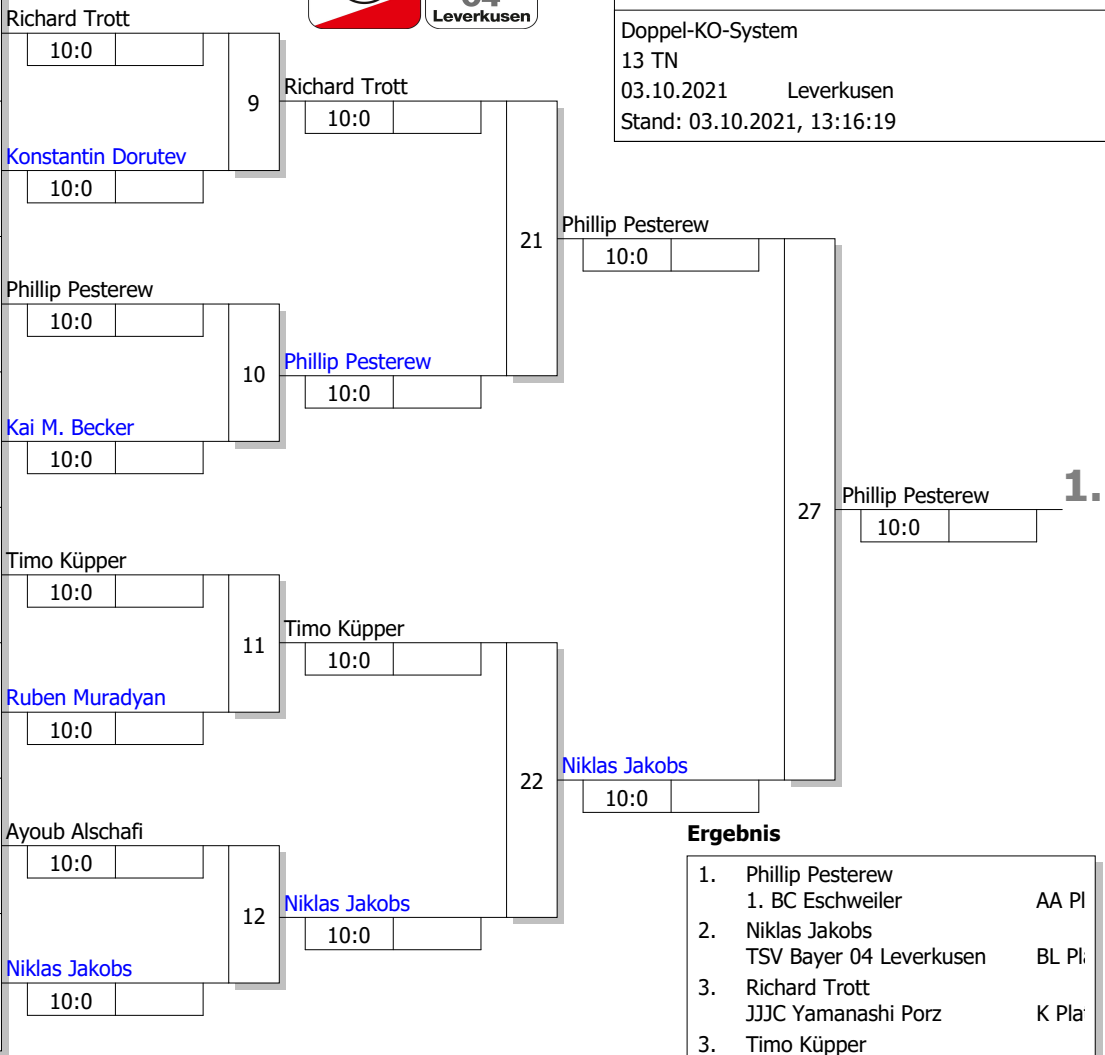 Richard Trott
10:0
Leverkusen
Doppel-KO-System
13 TN
03.10.2021 Leverkusen
Stand: 03.10.2021, 13:16:19
9
Richard Trott
10:0
Konstantin Dorutev
10:0
21
Phillip Pesterew
10:0
Phillip Pesterew
10:0
10
Phillip Pesterew
10:0
Kai M. Becker
10:0
27
Phillip Pesterew
1.
10:0
Timo Küpper
10:0
11
Timo Küpper
10:0
Ruben Muradyan
10:0
22
Niklas Jakobs
10:0
Ayoub Alschafi
10:0
12
Niklas Jakobs
10:0
Niklas Jakobs
10:0
Ergebnis
1. Phillip Pesterew
1. BC Eschweiler AA Pl
2. Niklas Jakobs
TSV Bayer 04 Leverkusen BL Pl
3. Richard Trott
JJJC Yamanashi Porz K Pla
3. Timo Küpper